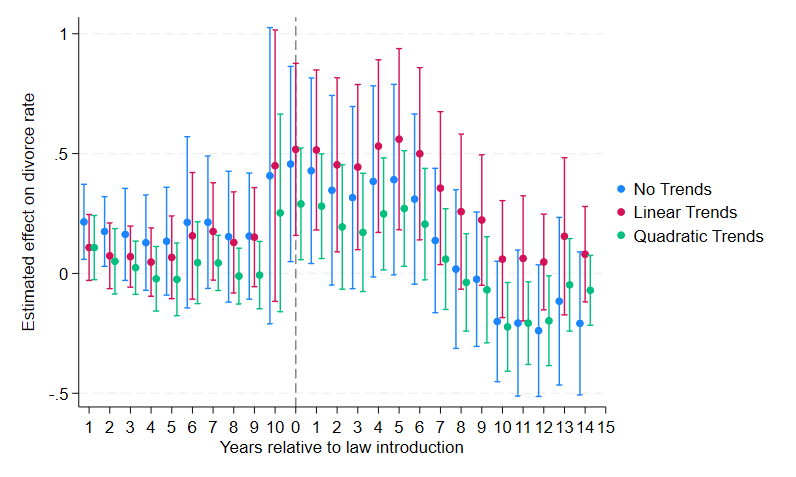 Estimated effect on divorce rate
1
.5
0
-.5
1 2 3 4 5 6 7 8 9 10 0 1 2 3 4 5 6 7 8 9 10 11 12 13 14 15
Years relative to law introduction
No Trends
Linear Trends
Quadratic Trends